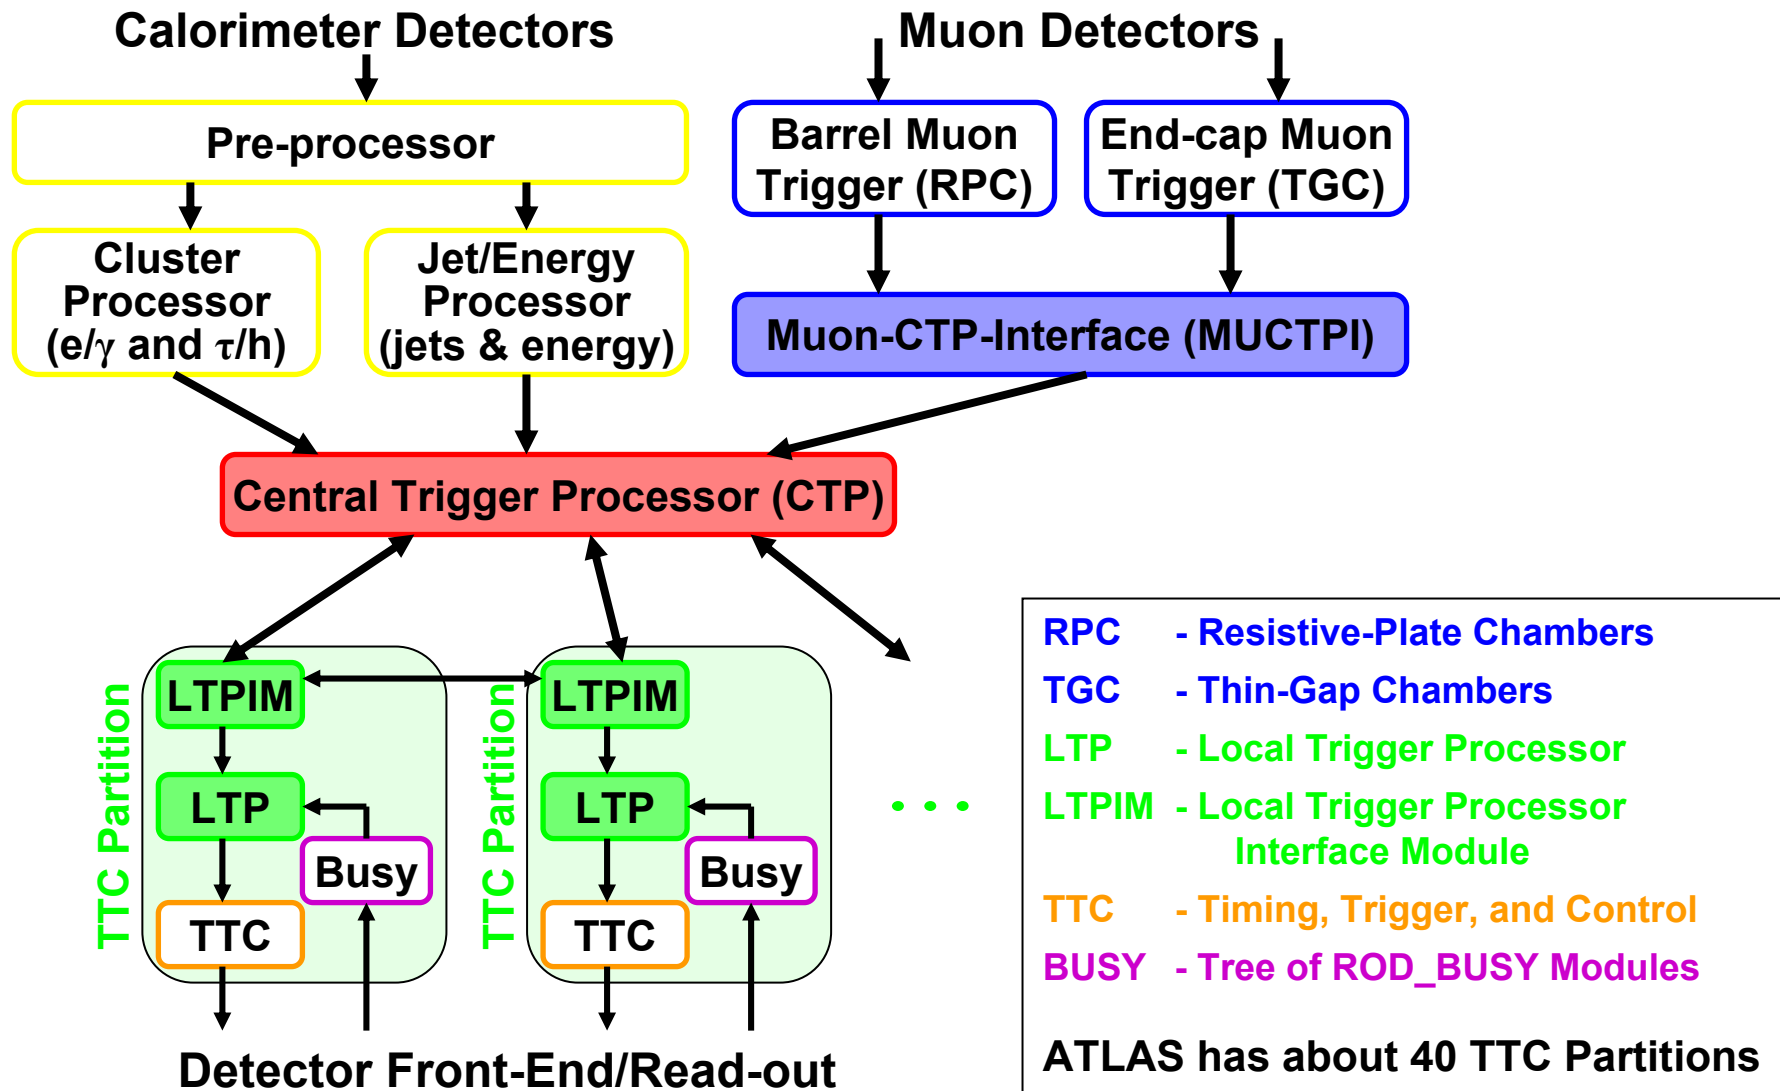 Calorimeter Detectors
Muon Detectors
Pre-processor
Barrel Muon
Trigger (RPC)
End-cap Muon
Trigger (TGC)
Cluster
Processor
(e/γ and τ/h)
Jet/Energy
Processor
(jets & energy)
Muon-CTP-Interface (MUCTPI)
Central Trigger Processor (CTP)
TTC Partition
LTPIM
LTP
Busy
TTC
TTC Partition
LTPIM
LTP
Busy
TTC
. . .
Detector Front-End/Read-out
RPC - Resistive-Plate Chambers
TGC - Thin-Gap Chambers
LTP - Local Trigger Processor
LTPIM - Local Trigger Processor
Interface Module
TTC - Timing, Trigger, and Control
BUSY - Tree of ROD_BUSY Modules
ATLAS has about 40 TTC Partitions